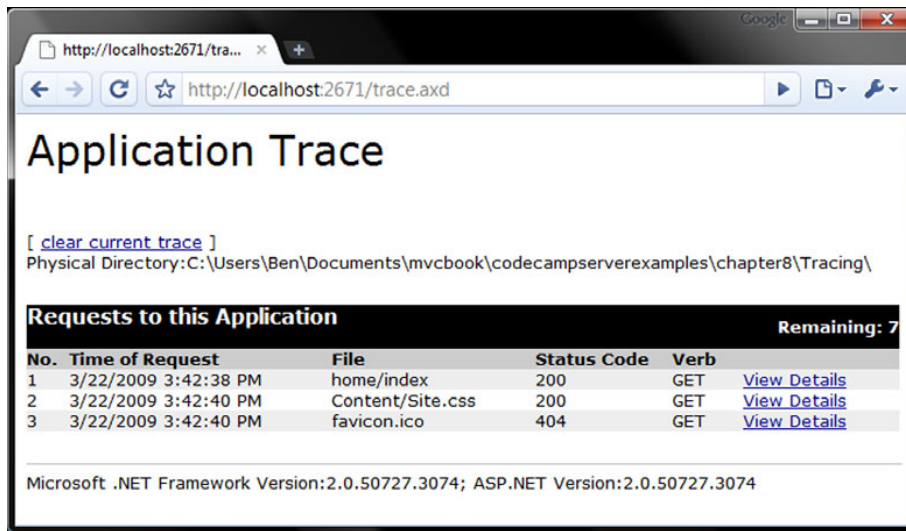 Google
http://localhost:2671/tra...
http://localhost:2671/trace.axd
Application Trace
[ clear current trace ]
Physical Directory:C:\Users\Ben\Documents\mvcbook\codecampserverexamples\chapter8\Tracing\
Requests to this Application Remaining: 7
No. Time of Request File Status Code Verb
1 3/22/2009 3:42:38 PM home/index 200 GET View Details
2 3/22/2009 3:42:40 PM Content/Site.css 200 GET View Details
3 3/22/2009 3:42:40 PM favicon.ico 404 GET View Details
Microsoft .NET Framework Version:2.0.50727.3074; ASP.NET Version:2.0.50727.3074